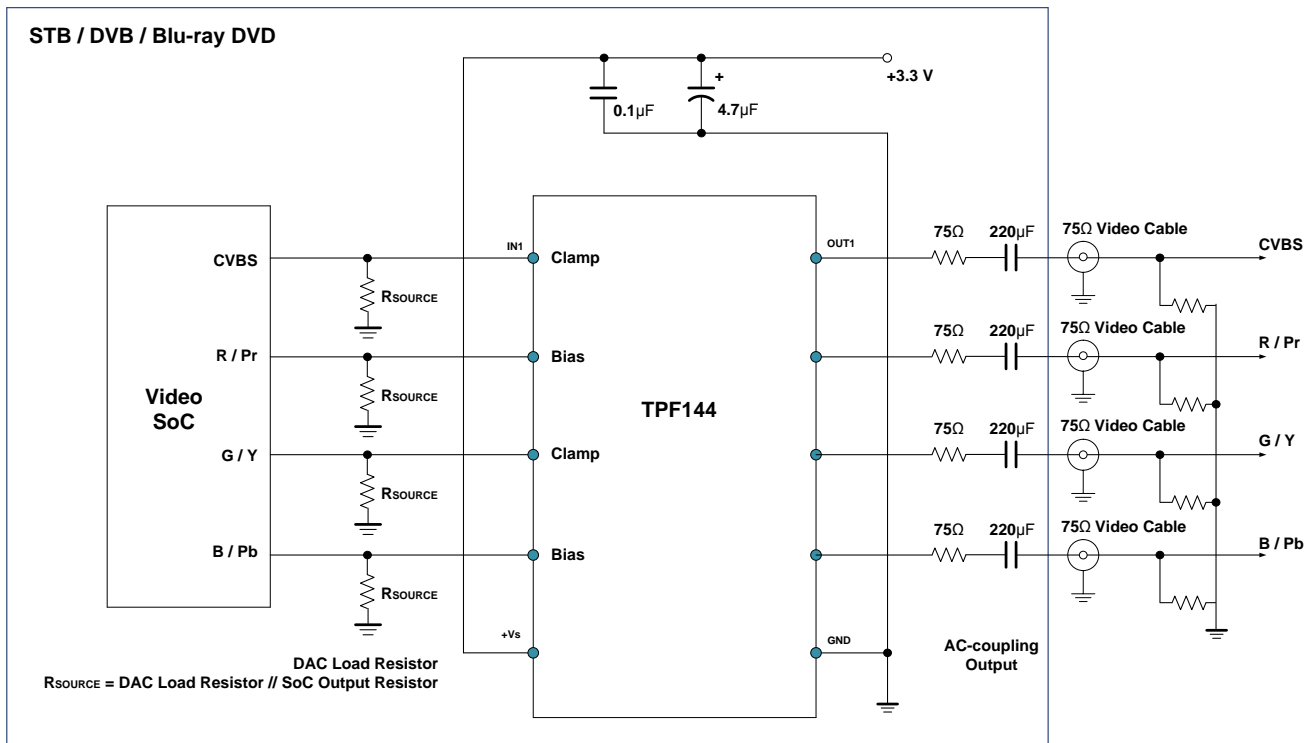 STB / DVB / Blu-ray DVD
+3.3 V
+
0.1µF
4.7µF
Video
SoC
CVBS
R / Pr
G / Y
B / Pb
RSOURCE
RSOURCE
RSOURCE
RSOURCE
DAC Load Resistor
RSOURCE = DAC Load Resistor // SoC Output Resistor
IN1
Clamp
Bias
Clamp
Bias
+Vs
TPF144
OUT1
GND
75Ω
220µF
75Ω Video Cable
CVBS
75Ω
220µF
75Ω Video Cable
R / Pr
75Ω
220µF
75Ω Video Cable
G / Y
75Ω
220µF
75Ω Video Cable
B / Pb
AC-coupling
Output